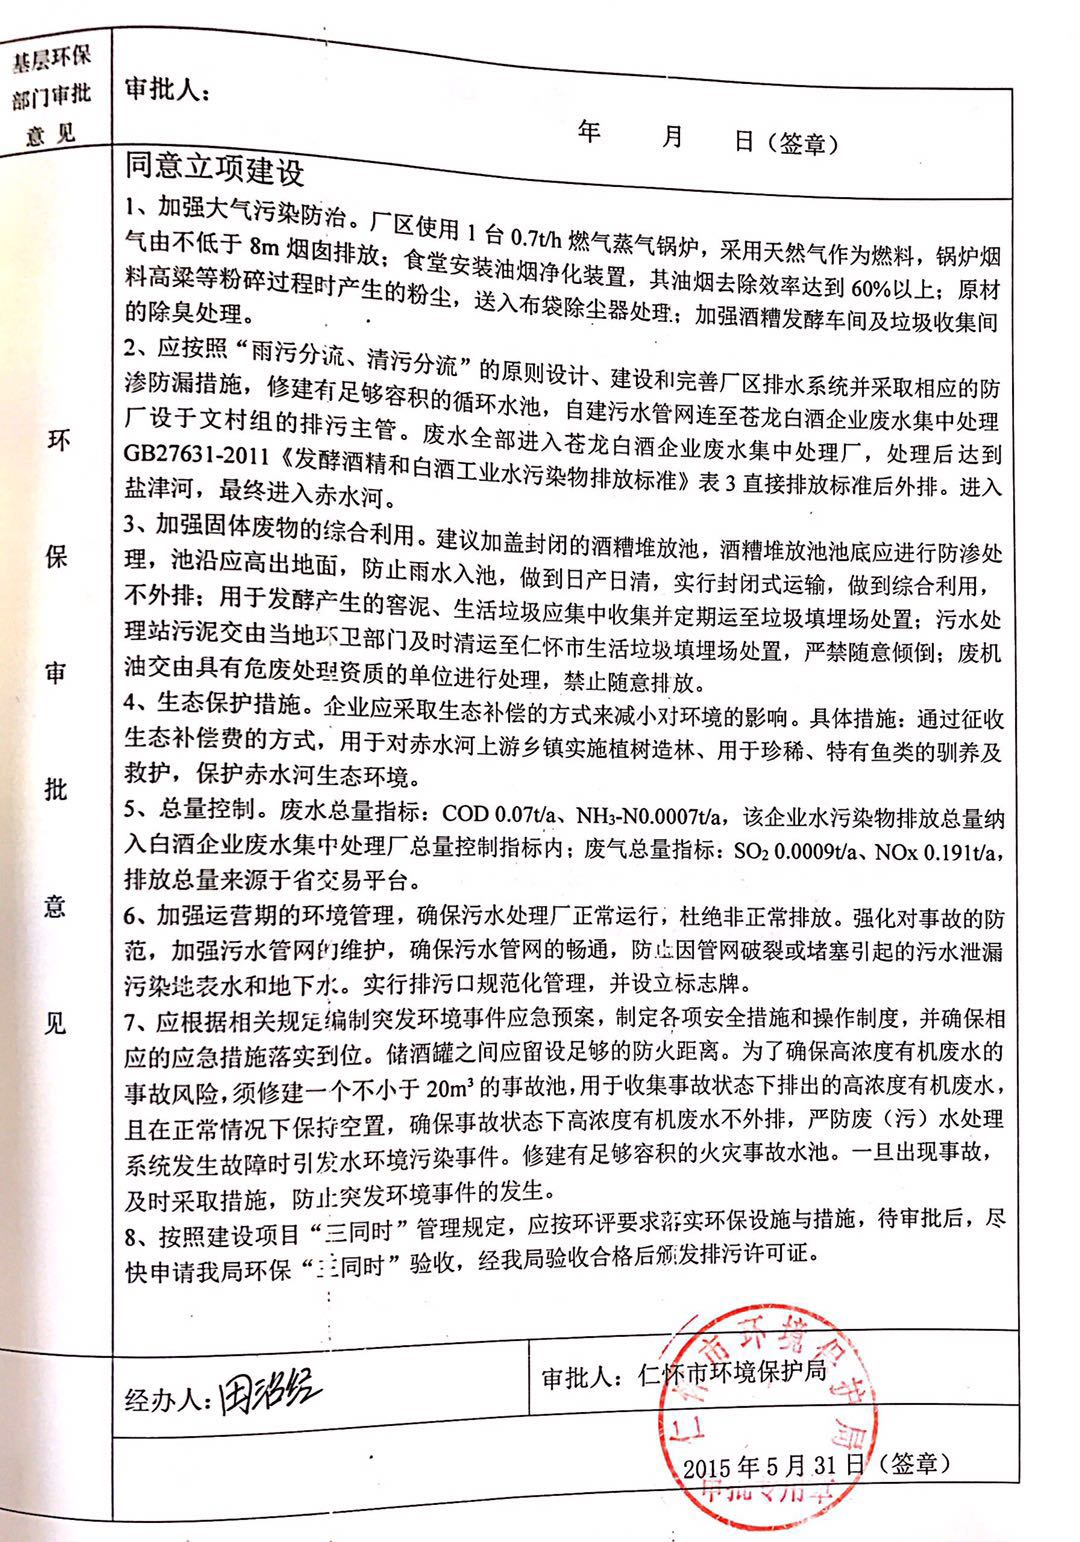 基层环保
部门审批
意见
审批人：
年 月 日（签章）
环保审批意见
同意立项建设
1、加强大气污染防治。厂区使用 1 台 0.7t/h 燃气蒸气锅炉，采用天然气作为燃料，锅炉烟
气由不低于 8m 烟囱排放；食堂安装油烟净化装置，其油烟去除效率达到 60%以上；原材
料高粱等粉碎过程时产生的粉尘，送入布袋除尘器处理；加强酒糟发酵车间及垃圾收集间
的除臭处理。
2、应按照“雨污分流、清污分流”的原则设计、建设和完善厂区排水系统并采取相应的防
渗防漏措施，修建有足够容积的循环水池，自建污水管网连至苍龙白酒企业废水集中处理
厂设于文村组的排污主管。废水全部进入苍龙白酒企业废水集中处理厂，处理后达到
GB27631-2011《发酵酒精和白酒工业水污染物排放标准》表 3 直接排放标准后外排。进入
盐津河，最终进入赤水河。
3、加强固体废物的综合利用。建议加盖封闭的酒糟堆放池，酒糟堆放池池底应进行防渗处
理，池沿应高出地面，防止雨水入池，做到日产日清，实行封闭式运输，做到综合利用，
不外排；用于发酵产生的窖泥、生活垃圾应集中收集并定期运至垃圾填埋场处置；污水处
理站污泥交由当地环卫部门及时清运至仁怀市生活垃圾填埋场处置，严禁随意倾倒；废机
油交由具有危废处理资质的单位进行处理，禁止随意排放。
4、生态保护措施。企业应采取生态补偿的方式来减小对环境的影响。具体措施：通过征收
生态补偿费的方式，用于对赤水河上游乡镇实施植树造林、用于珍稀、特有鱼类的驯养及
救护，保护赤水河生态环境。
5、总量控制。废水总量指标：COD 0.07t/a、NH₃-N0.0007t/a，该企业水污染物排放总量纳
入白酒企业废水集中处理厂总量控制指标内；废气总量指标：SO₂ 0.0009t/a、NOx 0.191t/a，
排放总量来源于省交易平台。
6、加强运营期的环境管理，确保污水处理厂正常运行，杜绝非正常排放。强化对事故的防
范，加强污水管网的维护，确保污水管网的畅通，防止因管网破裂或堵塞引起的污水泄漏
污染地表水和地下水。实行排污口规范化管理，并设立标志牌。
7、应根据相关规定编制突发环境事件应急预案，制定各项安全措施和操作制度，并确保相
应的应急措施落实到位。储酒罐之间应留设足够的防火距离。为了确保高浓度有机废水的
事故风险，须修建一个不小于 20m³ 的事故池，用于收集事故状态下排出的高浓度有机废水，
且在正常情况下保持空置，确保事故状态下高浓度有机废水不外排，严防废（污）水处理
系统发生故障时引发水环境污染事件。修建有足够容积的火灾事故水池。一旦出现事故，
及时采取措施，防止突发环境事件的发生。
8、按照建设项目“三同时”管理规定，应按环评要求落实环保设施与措施，待审批后，尽
快申请我局环保“三同时”验收，经我局验收合格后颁发排污许可证。
经办人：田沼经
审批人：仁怀市环境保护局
仁怀市环境保护局
2015 年 5 月 31 日（签章）
审批专用章